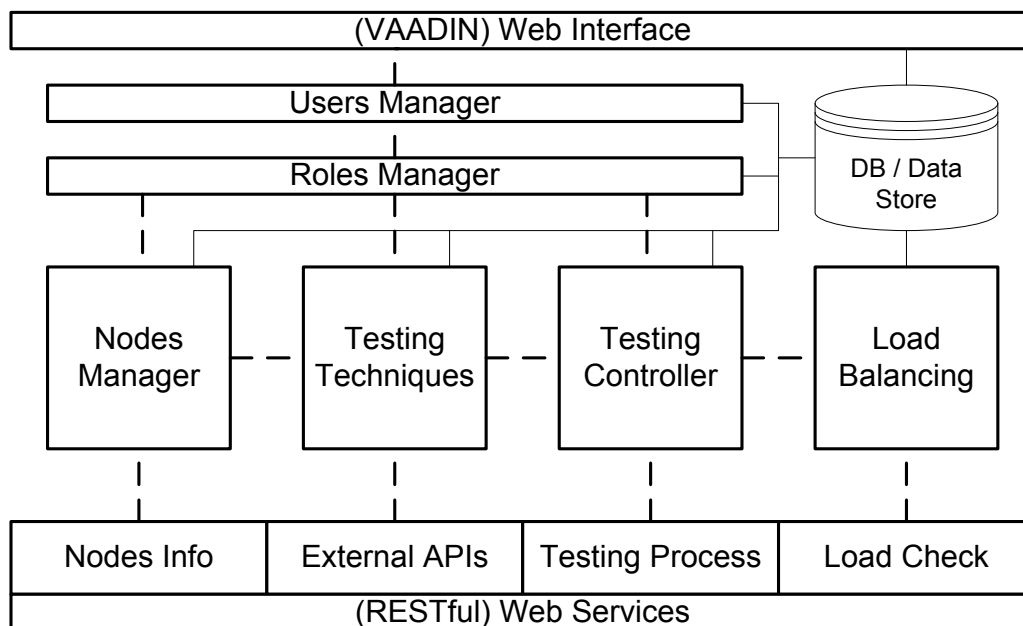 (VAADIN) Web Interface
Users Manager
Roles Manager
DB / Data
Store
Nodes
Manager
Testing
Techniques
Testing
Controller
Load
Balancing
Nodes Info
External APIs
Testing Process
Load Check
(RESTful) Web Services